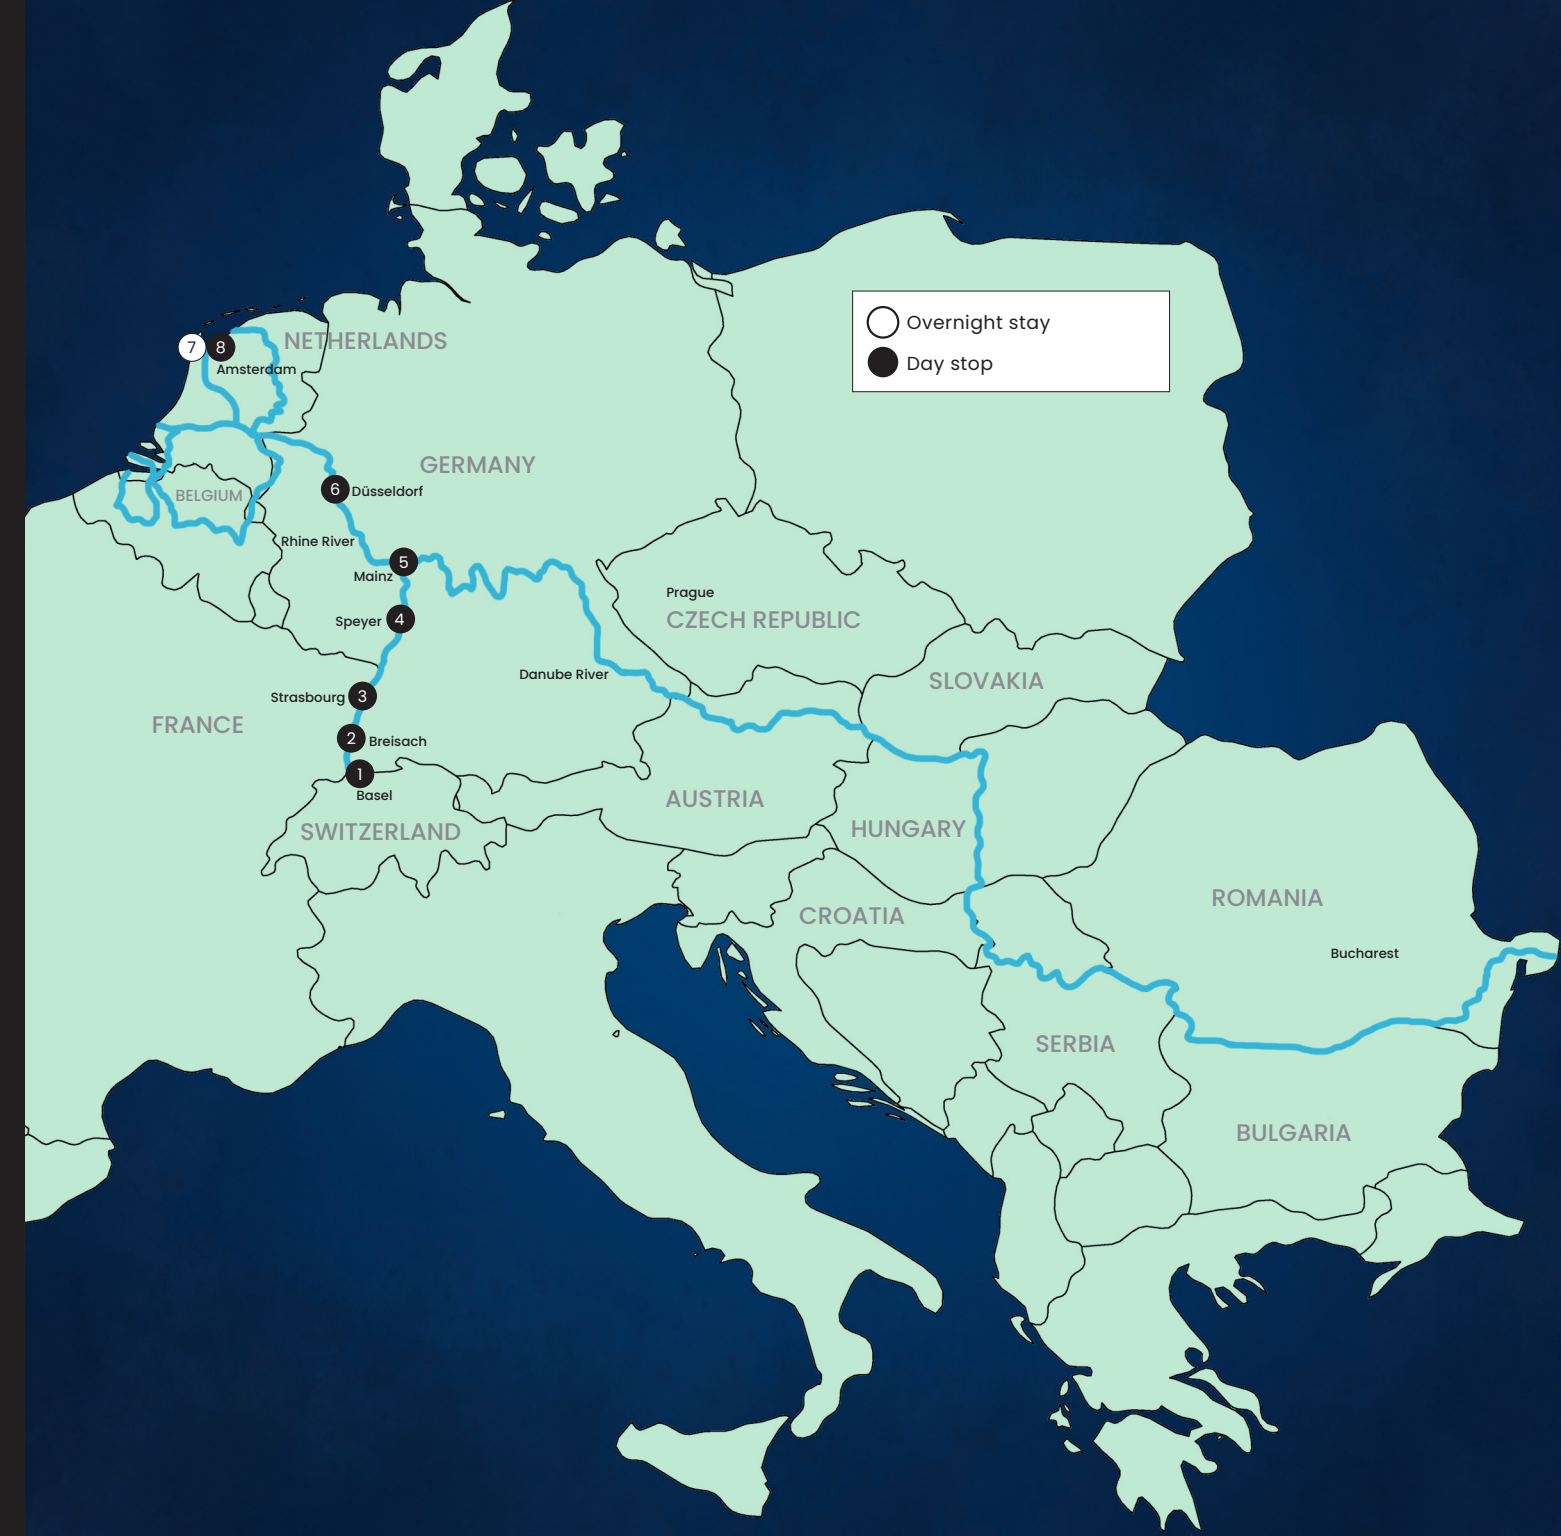 Overnight stay
Day stop
NETHERLANDS
7
8
Amsterdam
GERMANY
6
Düsseldorf
BELGIUM
Rhine River
5
Mainz
Prague
CZECH REPUBLIC
4
Speyer
Danube River
SLOVAKIA
3
Strasbourg
FRANCE
2
Breisach
1
Basel
AUSTRIA
SWITZERLAND
HUNGARY
ROMANIA
CROATIA
Bucharest
SERBIA
BULGARIA